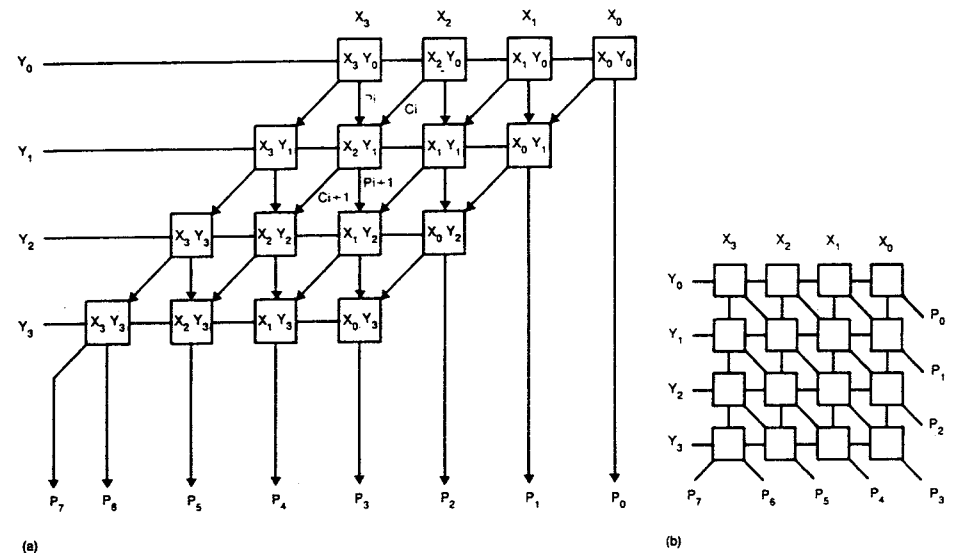 X3 X2 X1 X0
Y0 X3 Y0 X2 Y0 X1 Y0 X0 Y0
Ci
Y1 X3 Y1 X2 Y1 X1 Y1 X0 Y1
Ci+1 Pi+1
Y2 X3 Y3 X2 Y2 X1 Y2 X0 Y2
Y3 X3 Y3 X2 Y3 X1 Y3 X0 Y3
P7 P6 P5 P4 P3 P2 P1 P0
(a)
X3 X2 X1 X0
Y0
P0
Y1
P1
Y2
P2
Y3
P7 P6 P5 P4 P3
(b)